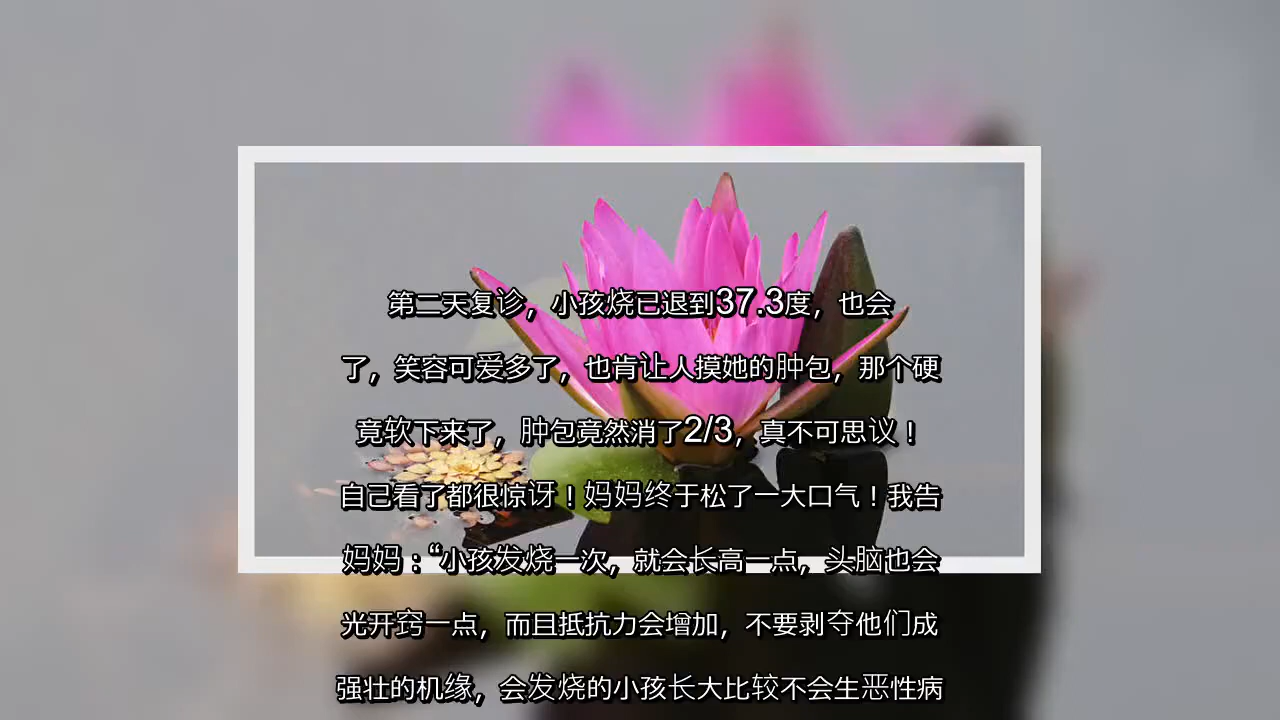 第二天复诊，小孩烧已退到37.3度，也会
了，笑容可爱多了，也肯让人摸她的肿包，那个硬
竟软下来了，肿包竟然消了2/3，真不可思议！
自己看了都很惊讶！妈妈终于松了一大口气！我告
妈妈：“小孩发烧一次，就会长高一点，头脑也会
光开窍一点，而且抵抗力会增加，不要剥夺他们成
强壮的机缘，会发烧的小孩长大比较不会生恶性病